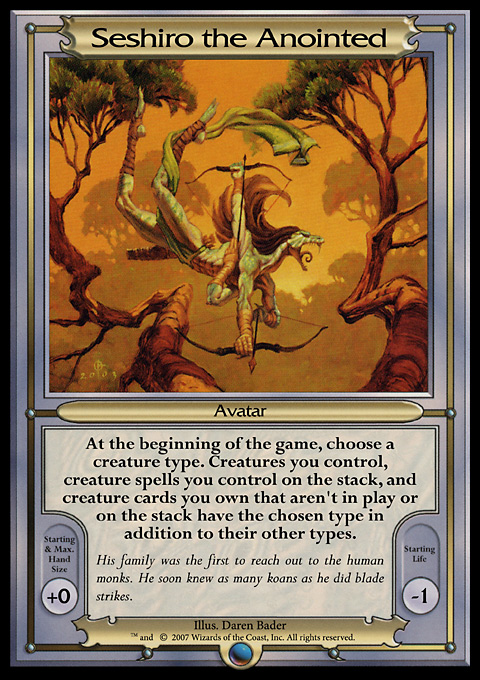 Seshiro the Anointed
2003
Avatar
At the beginning of the game, choose a
creature type. Creatures you control,
creature spells you control on the stack, and
creature cards you own that aren't in play or
on the stack have the chosen type in
addition to their other types.
His family was the first to reach out to the human
monks. He soon knew as many koans as he did blade
strikes.
Starting
& Max.
Hand
Size
+0
Starting
Life
-1
Illus. Daren Bader
™ and © 2007 Wizards of the Coast, Inc. All rights reserved.